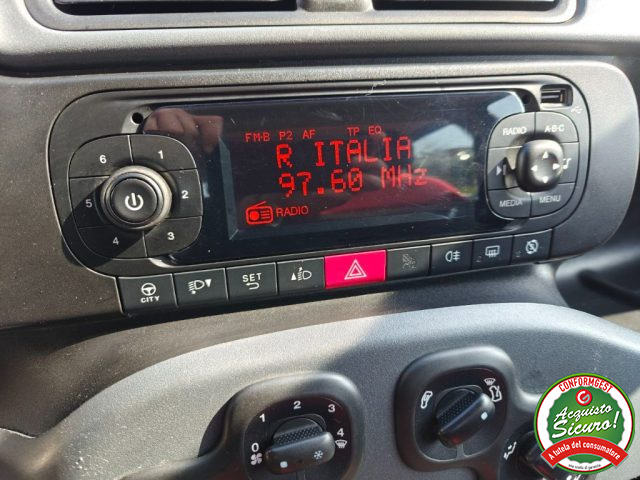 FM-B P2 AF TP EQ
R ITALIA
97.60 MHz
RADIO
6 1
5 2
4 3
RADIO A·B·C
MEDIA MENU
CITY
SET
0 1 2 3 4
CONFORMGEST
Acquisto
Sicuro!
a tutela del consumatore